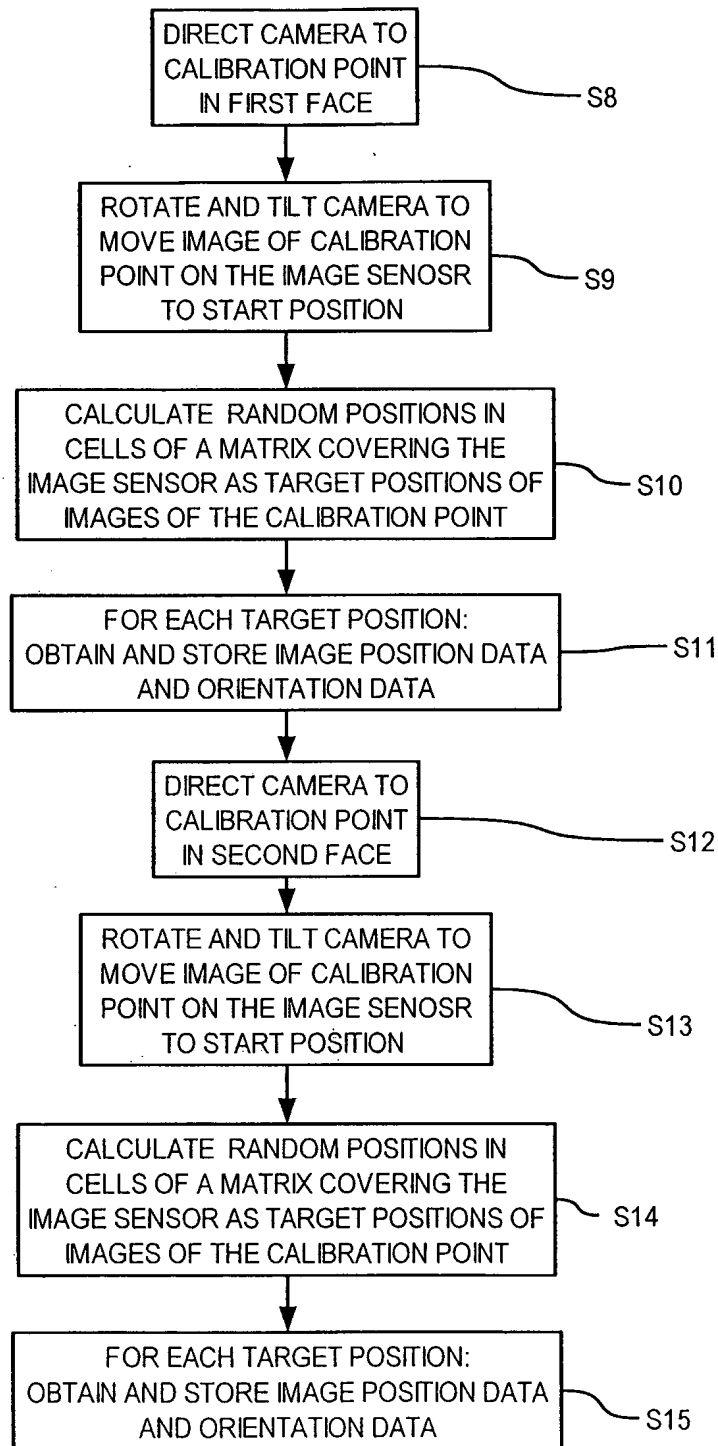 DIRECT CAMERA TO
CALIBRATION POINT
IN FIRST FACE
S8
ROTATE AND TILT CAMERA TO
MOVE IMAGE OF CALIBRATION
POINT ON THE IMAGE SENOSR
TO START POSITION
S9
CALCULATE RANDOM POSITIONS IN
CELLS OF A MATRIX COVERING THE
IMAGE SENSOR AS TARGET POSITIONS OF
IMAGES OF THE CALIBRATION POINT
S10
FOR EACH TARGET POSITION:
OBTAIN AND STORE IMAGE POSITION DATA
AND ORIENTATION DATA
S11
DIRECT CAMERA TO
CALIBRATION POINT
IN SECOND FACE
S12
ROTATE AND TILT CAMERA TO
MOVE IMAGE OF CALIBRATION
POINT ON THE IMAGE SENOSR
TO START POSITION
S13
CALCULATE RANDOM POSITIONS IN
CELLS OF A MATRIX COVERING THE
IMAGE SENSOR AS TARGET POSITIONS OF
IMAGES OF THE CALIBRATION POINT
S14
FOR EACH TARGET POSITION:
OBTAIN AND STORE IMAGE POSITION DATA
AND ORIENTATION DATA
S15